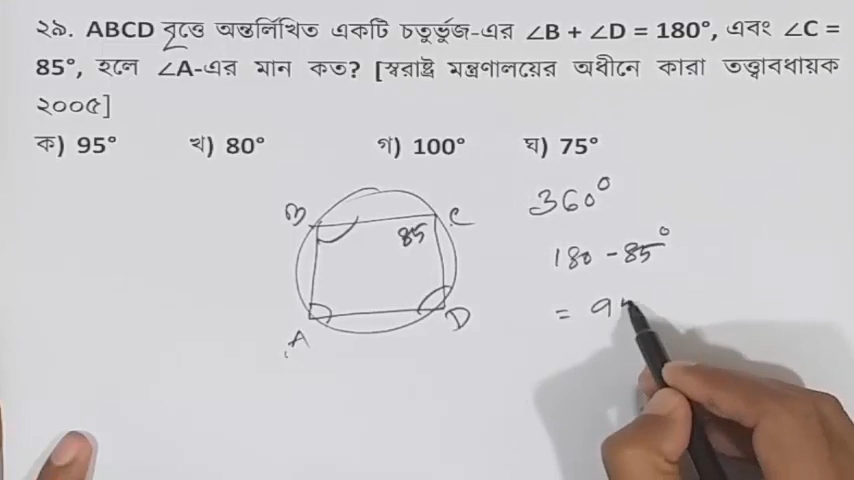 ২৯. ABCD বৃত্তে অন্তর্লিখিত একটি চতুর্ভুজ-এর ∠B + ∠D = 180°, এবং ∠C =
85°, হলে ∠A-এর মান কত? [স্বরাষ্ট্র মন্ত্রণালয়ের অধীনে কারা তত্ত্বাবধায়ক
২০০৫]
ক) 95° খ) 80° গ) 100° ঘ) 75°
360°
B C
85
180 - 85°
= 95
A D